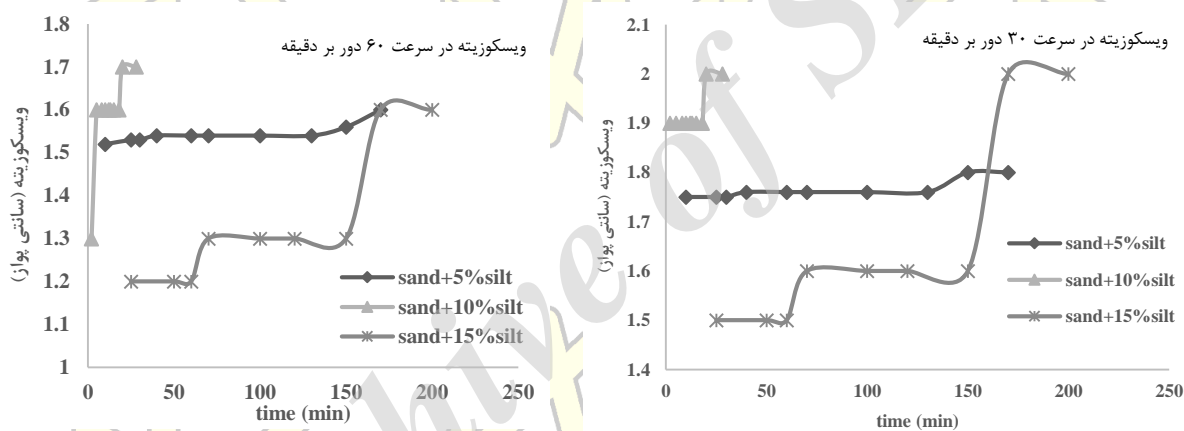 ویسکوزیته در سرعت ۶۰ دور بر دقیقه
ویسکوزیته (سانتی پواز)
1.8
1.7
1.6
1.5
1.4
1.3
1.2
1.1
1
0 50 100 150 200 250
time (min)
sand+5%silt
sand+10%silt
sand+15%silt
ویسکوزیته در سرعت ۳۰ دور بر دقیقه
ویسکوزیته (سانتی پواز)
2.1
2
1.9
1.8
1.7
1.6
1.5
1.4
0 50 100 150 200 250
time (min)
sand+5%silt
sand+10%silt
sand+15%silt
hive of S